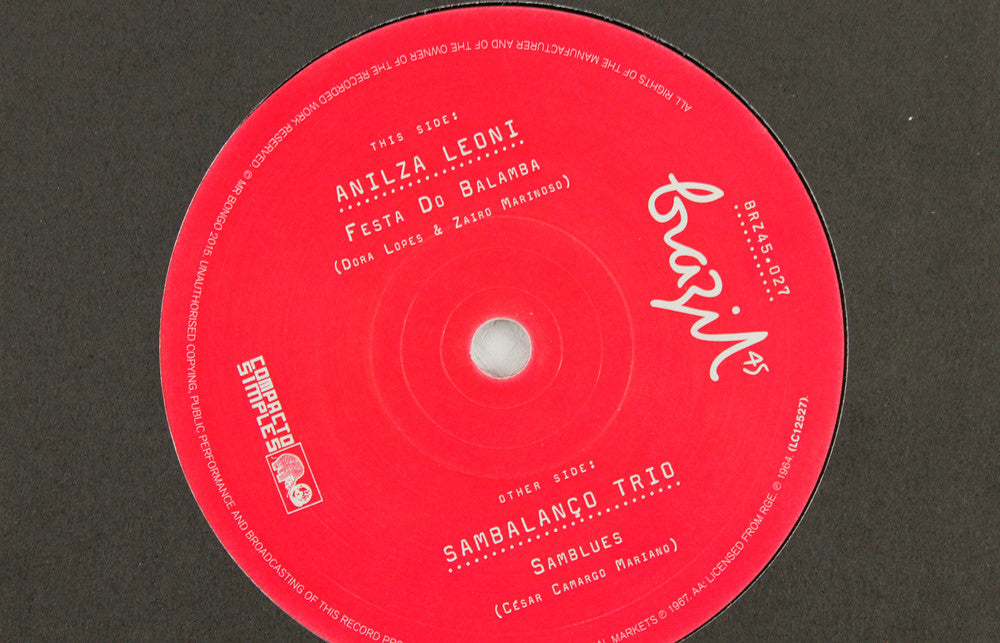 THIS SIDE:
ANILZA LEONI
FESTA DO BALAMBA
(DORA LOPES & ZAIRO MARINOSO)
brazil 45
BRZ45.027
COMPACTO
SIMPLES
OTHER SIDE:
SAMBALANÇO TRIO
SAMBLUES
(CÉSAR CAMARGO MARIANO)
ALL RIGHTS OF THE MANUFACTURER AND OF THE OWNER OF THE RECORDED WORK RESERVED. © MR BONGO 2015. UNAUTHORISED COPYING, PUBLIC PERFORMANCE AND BROADCASTING OF THIS RECORD
AL MARKETS ℗ 1967. AA: LICENSED FROM RGE. ℗ 1964. (LC12527).